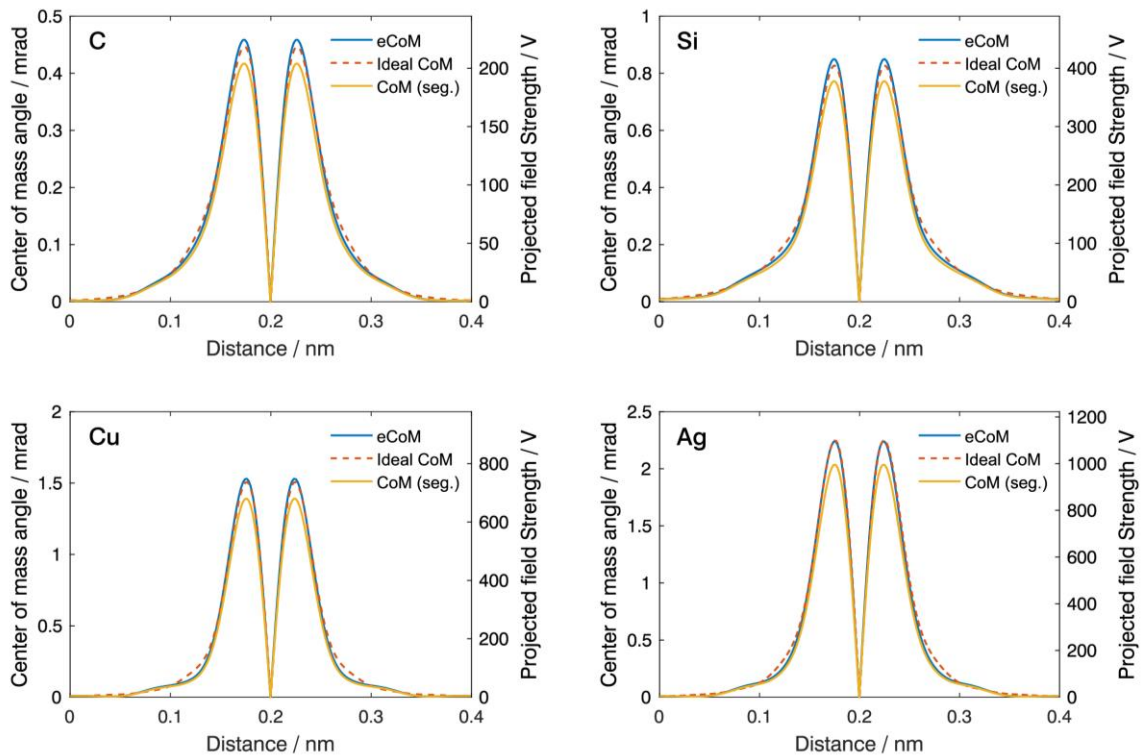 C
eCoM
Ideal CoM
CoM (seg.)
Center of mass angle / mrad
0.5
0.4
0.3
0.2
0.1
0
0
0.1
0.2
0.3
0.4
Distance / nm
200
150
100
50
0
Projected field Strength / V
Si
eCoM
Ideal CoM
CoM (seg.)
Center of mass angle / mrad
1
0.8
0.6
0.4
0.2
0
0
0.1
0.2
0.3
0.4
Distance / nm
400
300
200
100
0
Projected field Strength / V
Cu
eCoM
Ideal CoM
CoM (seg.)
Center of mass angle / mrad
2
1.5
1
0.5
0
0
0.1
0.2
0.3
0.4
Distance / nm
800
600
400
200
0
Projected field Strength / V
Ag
eCoM
Ideal CoM
CoM (seg.)
Center of mass angle / mrad
2.5
2
1.5
1
0.5
0
0
0.1
0.2
0.3
0.4
Distance / nm
1200
1000
800
600
400
200
0
Projected field Strength / V